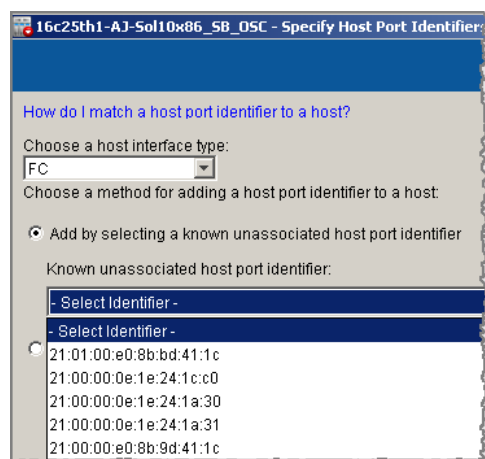 16c25th1-AJ-Sol10x86_SB_OSC - Specify Host Port Identifier
How do I match a host port identifier to a host?
Choose a host interface type:
FC
Choose a method for adding a host port identifier to a host:
Add by selecting a known unassociated host port identifier
Known unassociated host port identifier:
- Select Identifier -
- Select Identifier -
21:01:00:e0:8b:bd:41:1c
21:00:00:0e:1e:24:1c:c0
21:00:00:0e:1e:24:1a:30
21:00:00:0e:1e:24:1a:31
21:00:00:e0:8b:9d:41:1c